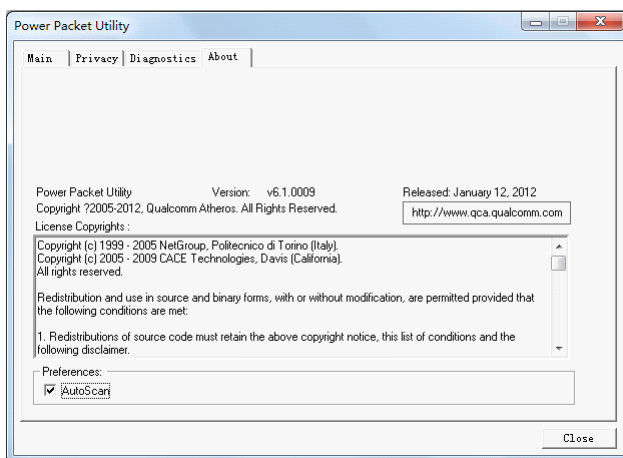 Power Packet Utility
Main Privacy Diagnostics About
Power Packet Utility Version: v6.1.0009 Released: January 12, 2012
Copyright ?2005-2012, Qualcomm Atheros. All Rights Reserved.
http://www.qca.qualcomm.com
License Copyrights :
Copyright (c) 1999 - 2005 NetGroup, Politecnico di Torino (Italy).
Copyright (c) 2005 - 2009 CACE Technologies, Davis (California).
All rights reserved.
Redistribution and use in source and binary forms, with or without modification, are permitted provided that
the following conditions are met:
1. Redistributions of source code must retain the above copyright notice, this list of conditions and the
following disclaimer.
Preferences:
AutoScan
Close